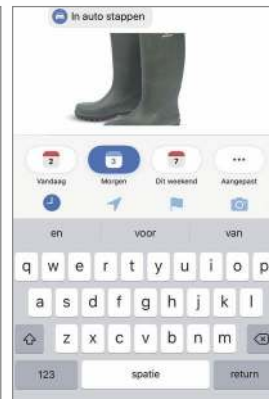 In auto stappen
2 3 7
Vandaag Morgen Dit weekend Aangepast
en voor van
q w e r t y u i o p
a s d f g h j k l
z x c v b n m
123 spatie return